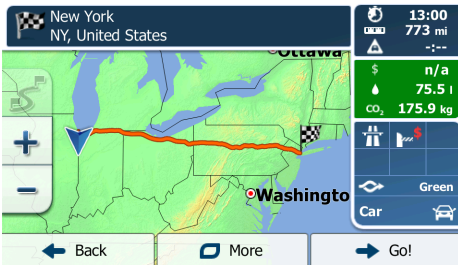 New York
NY, United States
13:00
773 mi
-:--
$ n/a
75.5 l
CO₂ 175.9 kg
$
Ottawa
Washingto
Green
Car
Back
More
Go!